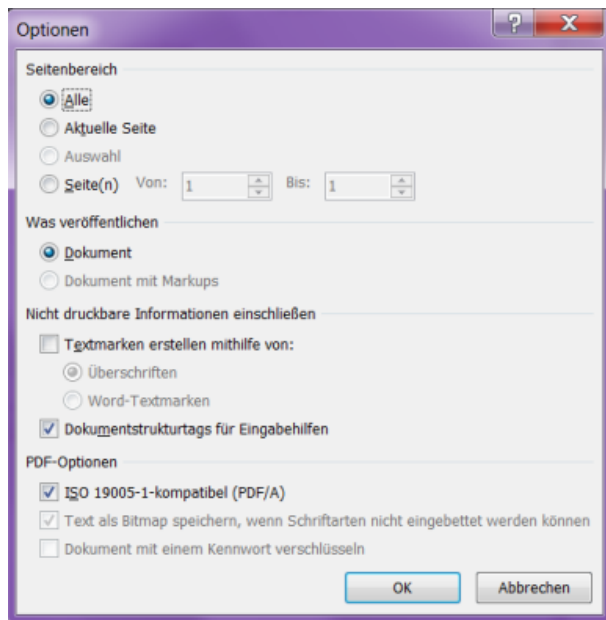 Optionen
Seitenbereich
Alle
Aktuelle Seite
Auswahl
Seite(n) Von: 1 Bis: 1
Was veröffentlichen
Dokument
Dokument mit Markups
Nicht druckbare Informationen einschließen
Textmarken erstellen mithilfe von:
Überschriften
Word-Textmarken
Dokumentstrukturtags für Eingabehilfen
PDF-Optionen
ISO 19005-1-kompatibel (PDF/A)
Text als Bitmap speichern, wenn Schriftarten nicht eingebettet werden können
Dokument mit einem Kennwort verschlüsseln
OK Abbrechen